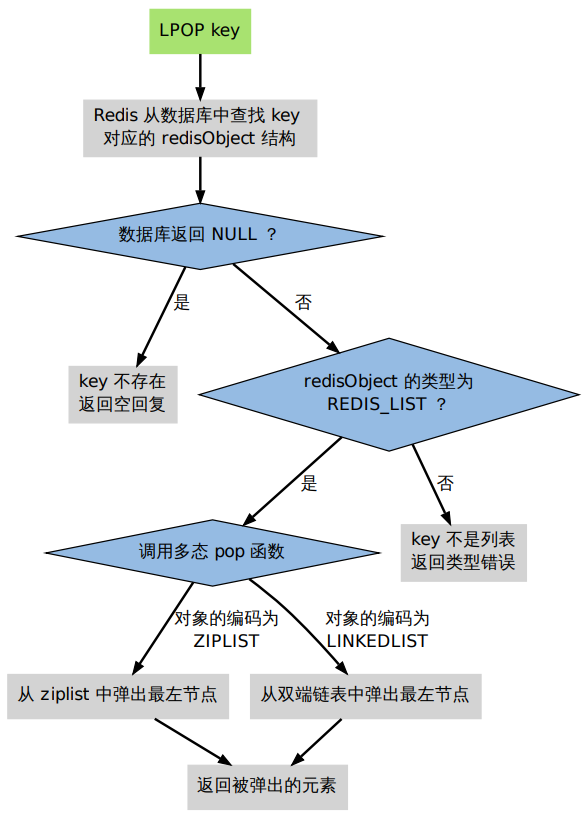 LPOP key
Redis 从数据库中查找 key
对应的 redisObject 结构
数据库返回 NULL ？
是
否
key 不存在
返回空回复
redisObject 的类型为
REDIS_LIST ？
是
否
key 不是列表
返回类型错误
调用多态 pop 函数
对象的编码为
ZIPLIST
对象的编码为
LINKEDLIST
从 ziplist 中弹出最左节点
从双端链表中弹出最左节点
返回被弹出的元素